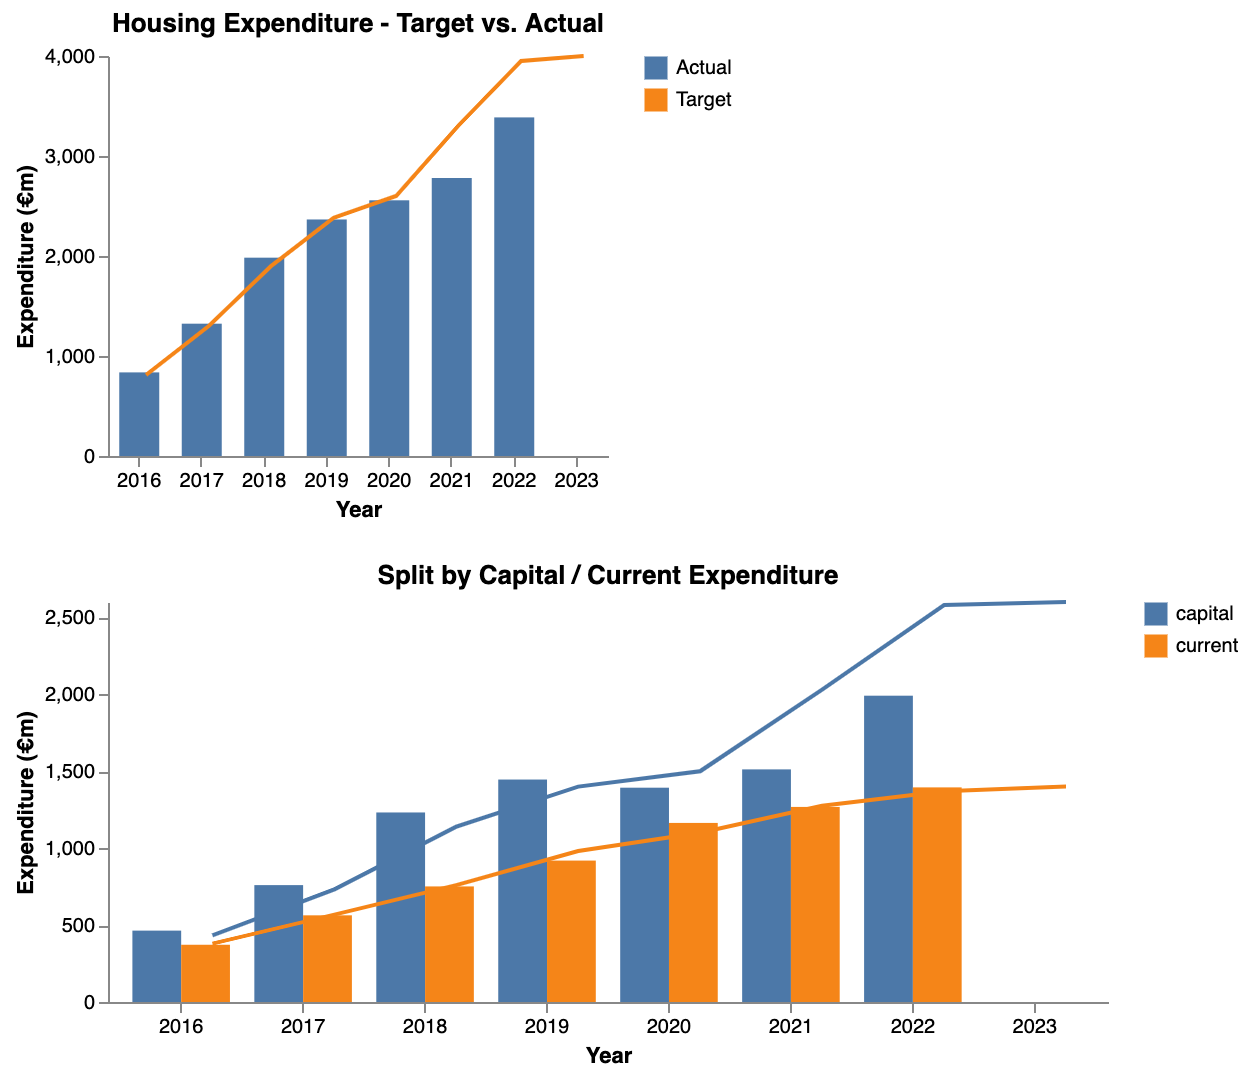 Housing Expenditure - Target vs. Actual
4,000
3,000
2,000
1,000
0
Expenditure (€m)
2016 2017 2018 2019 2020 2021 2022 2023
Year
Actual
Target
Split by Capital / Current Expenditure
2,500
2,000
1,500
1,000
500
0
Expenditure (€m)
2016 2017 2018 2019 2020 2021 2022 2023
Year
capital
current